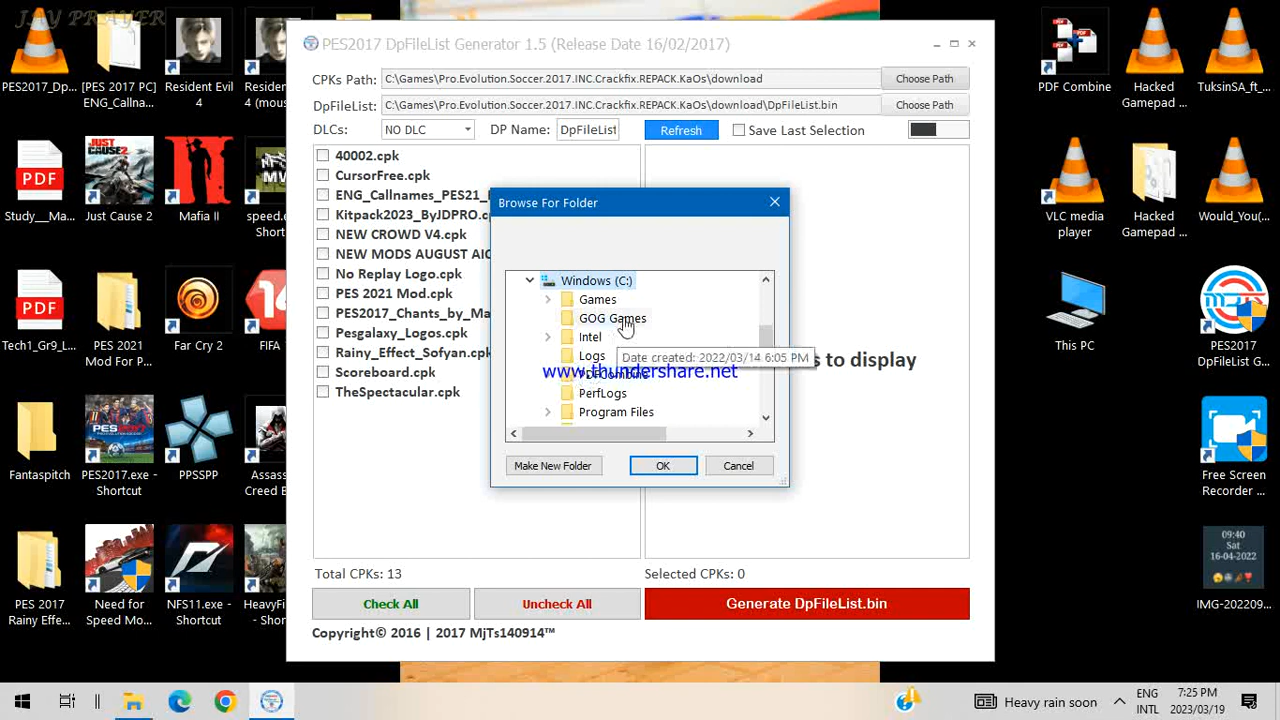 JAY PRAYER
PES2017_Dp...
[PES 2017 PC]
ENG_Callna...
Resident Evil
4
Resident Evil
4 (mous
PES2017 DpFileList Generator 1.5 (Release Date 16/02/2017)
PDF Combine
Hacked
Gamepad ...
TuksinSA_ft_...
CPKs Path:
C:\Games\Pro.Evolution.Soccer.2017.INC.Crackfix.REPACK.KaOs\download
Choose Path
DpFileList:
C:\Games\Pro.Evolution.Soccer.2017.INC.Crackfix.REPACK.KaOs\download\DpFileList.bin
Choose Path
DLCs:
NO DLC
DP Name:
DpFileList
Refresh
Save Last Selection
40002.cpk
CursorFree.cpk
ENG_Callnames_PES21_
Kitpack2023_ByJDPRO.c
NEW CROWD V4.cpk
NEW MODS AUGUST AIO
No Replay Logo.cpk
PES 2021 Mod.cpk
PES2017_Chants_by_Ma
Pesgalaxy_Logos.cpk
Rainy_Effect_Sofyan.cpk
Scoreboard.cpk
TheSpectacular.cpk
Browse For Folder
Windows (C:)
Games
GOG Games
Intel
Logs
Date created: 2022/03/14 6:05 PM
PDFCombine
www.thundershare.net
PerfLogs
Program Files
Make New Folder
OK
Cancel
s to display
Total CPKs: 13
Selected CPKs: 0
Check All
Uncheck All
Generate DpFileList.bin
Copyright© 2016 | 2017 MjTs140914™
PDF
Study__Ma...
JUST CAUSE 2
Just Cause 2
Mafia II
speed.e
Short
VLC media
player
Hacked
Gamepad ...
Would_You(...
PDF
Tech1_Gr9_L...
PES 2021
Mod For P...
Far Cry 2
14
FIFA
This PC
PES2017
DpFileList G...
Fantaspitch
PES2017.exe -
Shortcut
PPSSPP
Assass
Creed B
Free Screen
Recorder ...
PES 2017
Rainy Effe...
Need for
Speed Mo...
NFS11.exe -
Shortcut
HeavyFi
Short
09:40
Sat
16-04-2022
IMG-202209...
Heavy rain soon
ENG
INTL
7:25 PM
2023/03/19